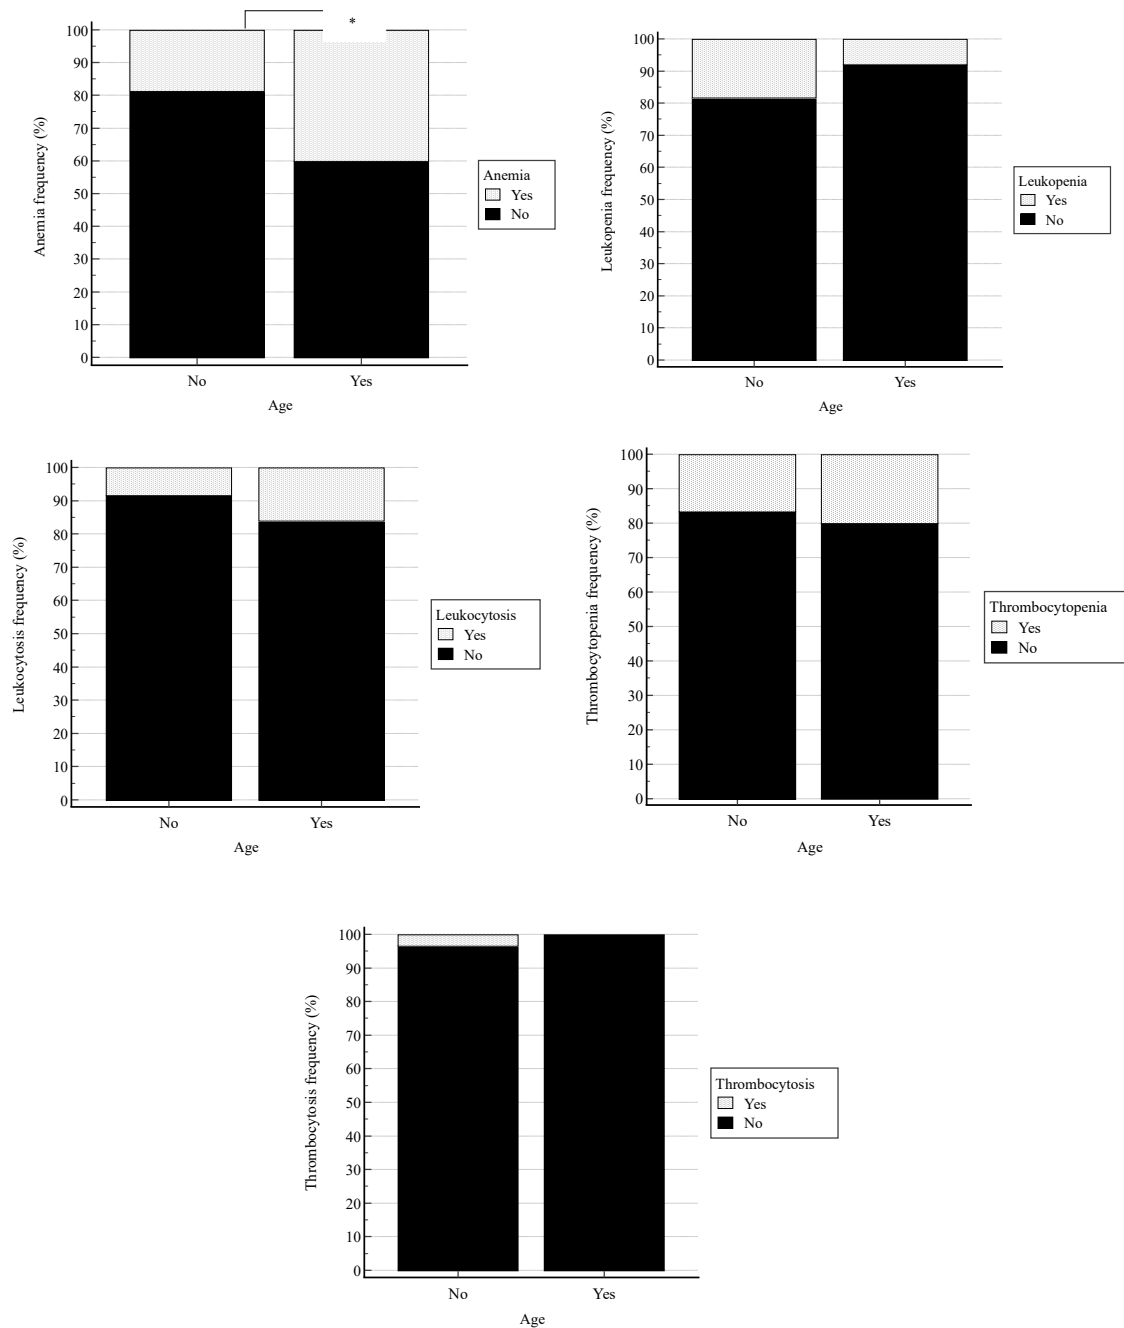 *
100
90
80
70
60
50
40
30
20
10
0
Anemia frequency (%)
No Yes
Age
Anemia
Yes
No
100
90
80
70
60
50
40
30
20
10
0
Leukopenia frequency (%)
No Yes
Age
Leukopenia
Yes
No
100
90
80
70
60
50
40
30
20
10
0
Leukocytosis frequency (%)
No Yes
Age
Leukocytosis
Yes
No
100
90
80
70
60
50
40
30
20
10
0
Thrombocytopenia frequency (%)
No Yes
Age
Thrombocytopenia
Yes
No
100
90
80
70
60
50
40
30
20
10
0
Thrombocytosis frequency (%)
No Yes
Age
Thrombocytosis
Yes
No